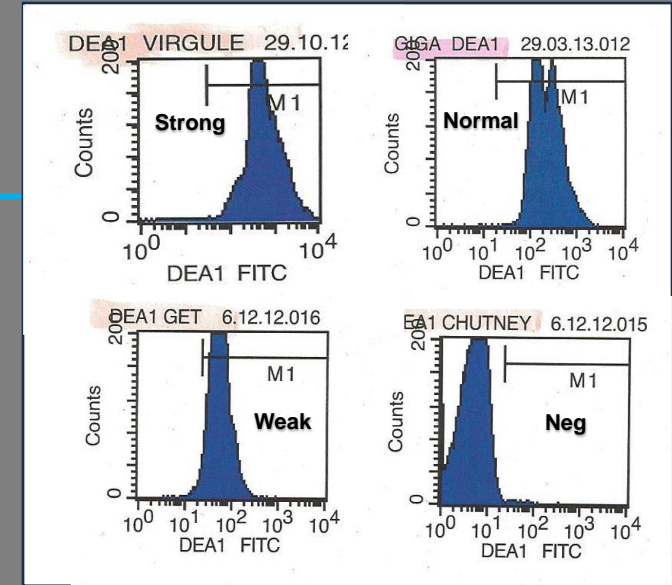 DEA1 VIRGULE 29.10.12
200
M1
Strong
Counts
0
10^0 10^4
DEA1 FITC
GIGA DEA1 29.03.13.012
200
M1
Normal
Counts
0
10^0 10^1 10^2 10^3 10^4
DEA1 FITC
DEA1 GET 6.12.12.016
200
M1
Weak
Counts
0
10^0 10^1 10^2 10^3 10^4
DEA1 FITC
EA1 CHUTNEY 6.12.12.015
200
M1
Neg
Counts
0
10^0 10^1 10^2 10^3 10^4
DEA1 FITC